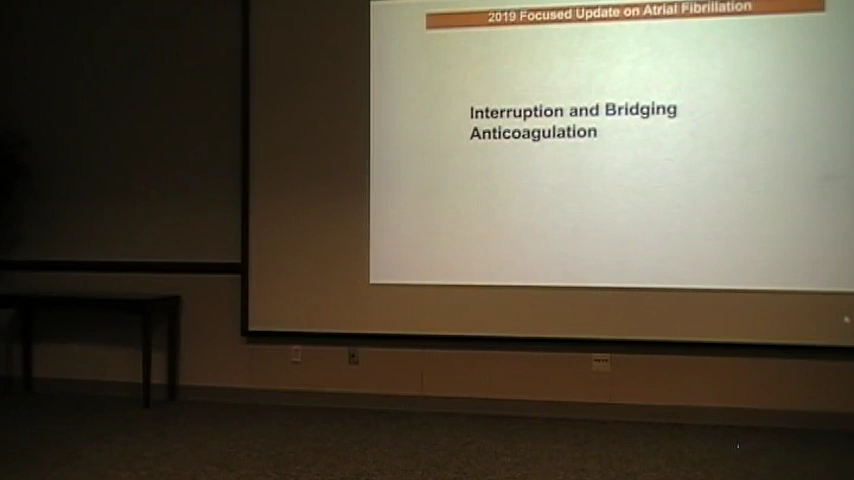 2019 Focused Update on Atrial Fibrillation
Interruption and Bridging
Anticoagulation